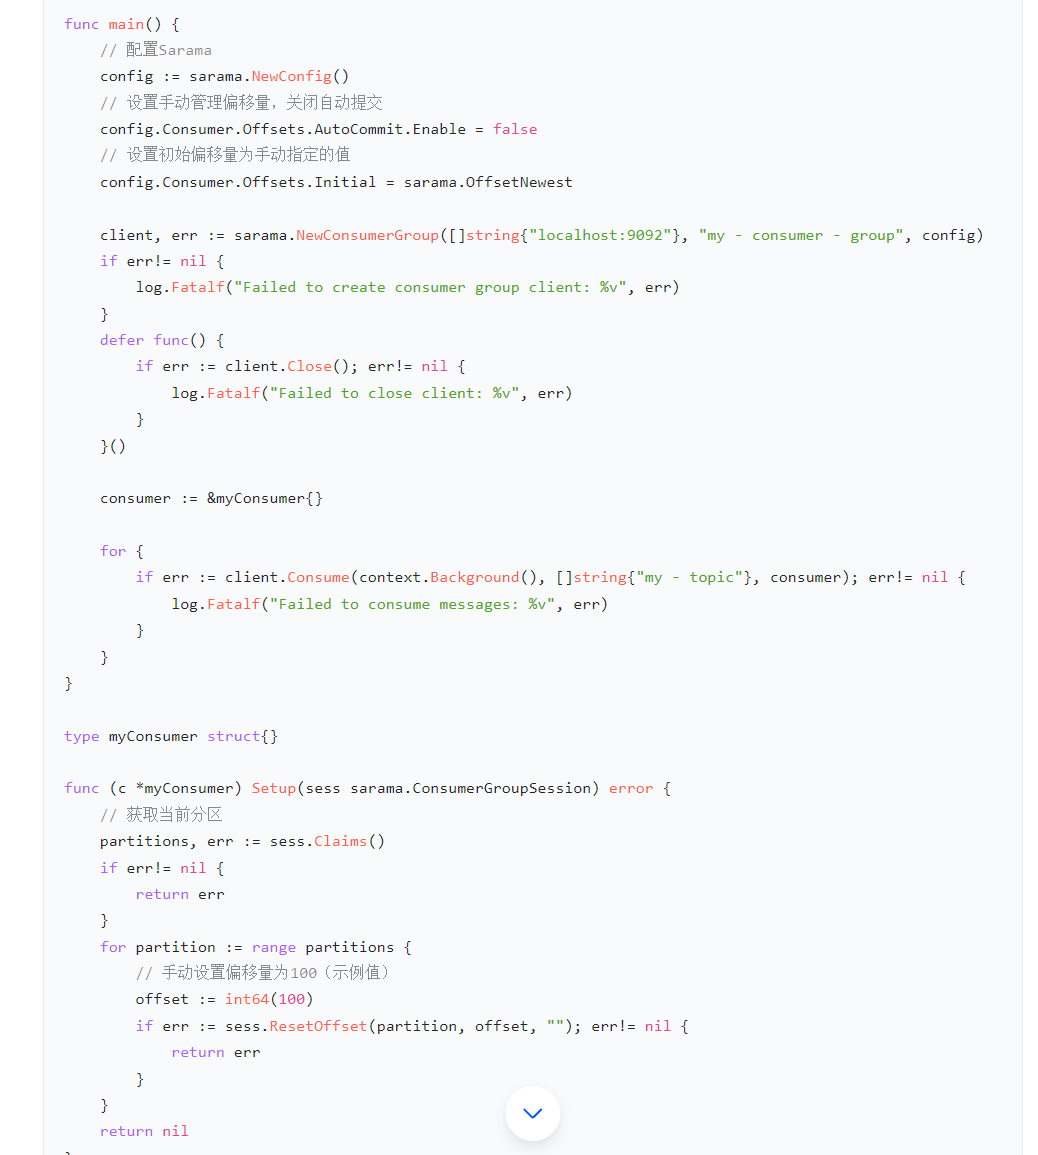 func main() {
    // 配置Sarama
    config := sarama.NewConfig()
    // 设置手动管理偏移量，关闭自动提交
    config.Consumer.Offsets.AutoCommit.Enable = false
    // 设置初始偏移量为手动指定的值
    config.Consumer.Offsets.Initial = sarama.OffsetNewest

    client, err := sarama.NewConsumerGroup([]string{"localhost:9092"}, "my - consumer - group", config)
    if err!= nil {
        log.Fatalf("Failed to create consumer group client: %v", err)
    }
    defer func() {
        if err := client.Close(); err!= nil {
            log.Fatalf("Failed to close client: %v", err)
        }
    }()

    consumer := &myConsumer{}

    for {
        if err := client.Consume(context.Background(), []string{"my - topic"}, consumer); err!= nil {
            log.Fatalf("Failed to consume messages: %v", err)
        }
    }
}

type myConsumer struct{}

func (c *myConsumer) Setup(sess sarama.ConsumerGroupSession) error {
    // 获取当前分区
    partitions, err := sess.Claims()
    if err!= nil {
        return err
    }
    for partition := range partitions {
        // 手动设置偏移量为100（示例值）
        offset := int64(100)
        if err := sess.ResetOffset(partition, offset, ""); err!= nil {
            return err
        }
    }
    return nil